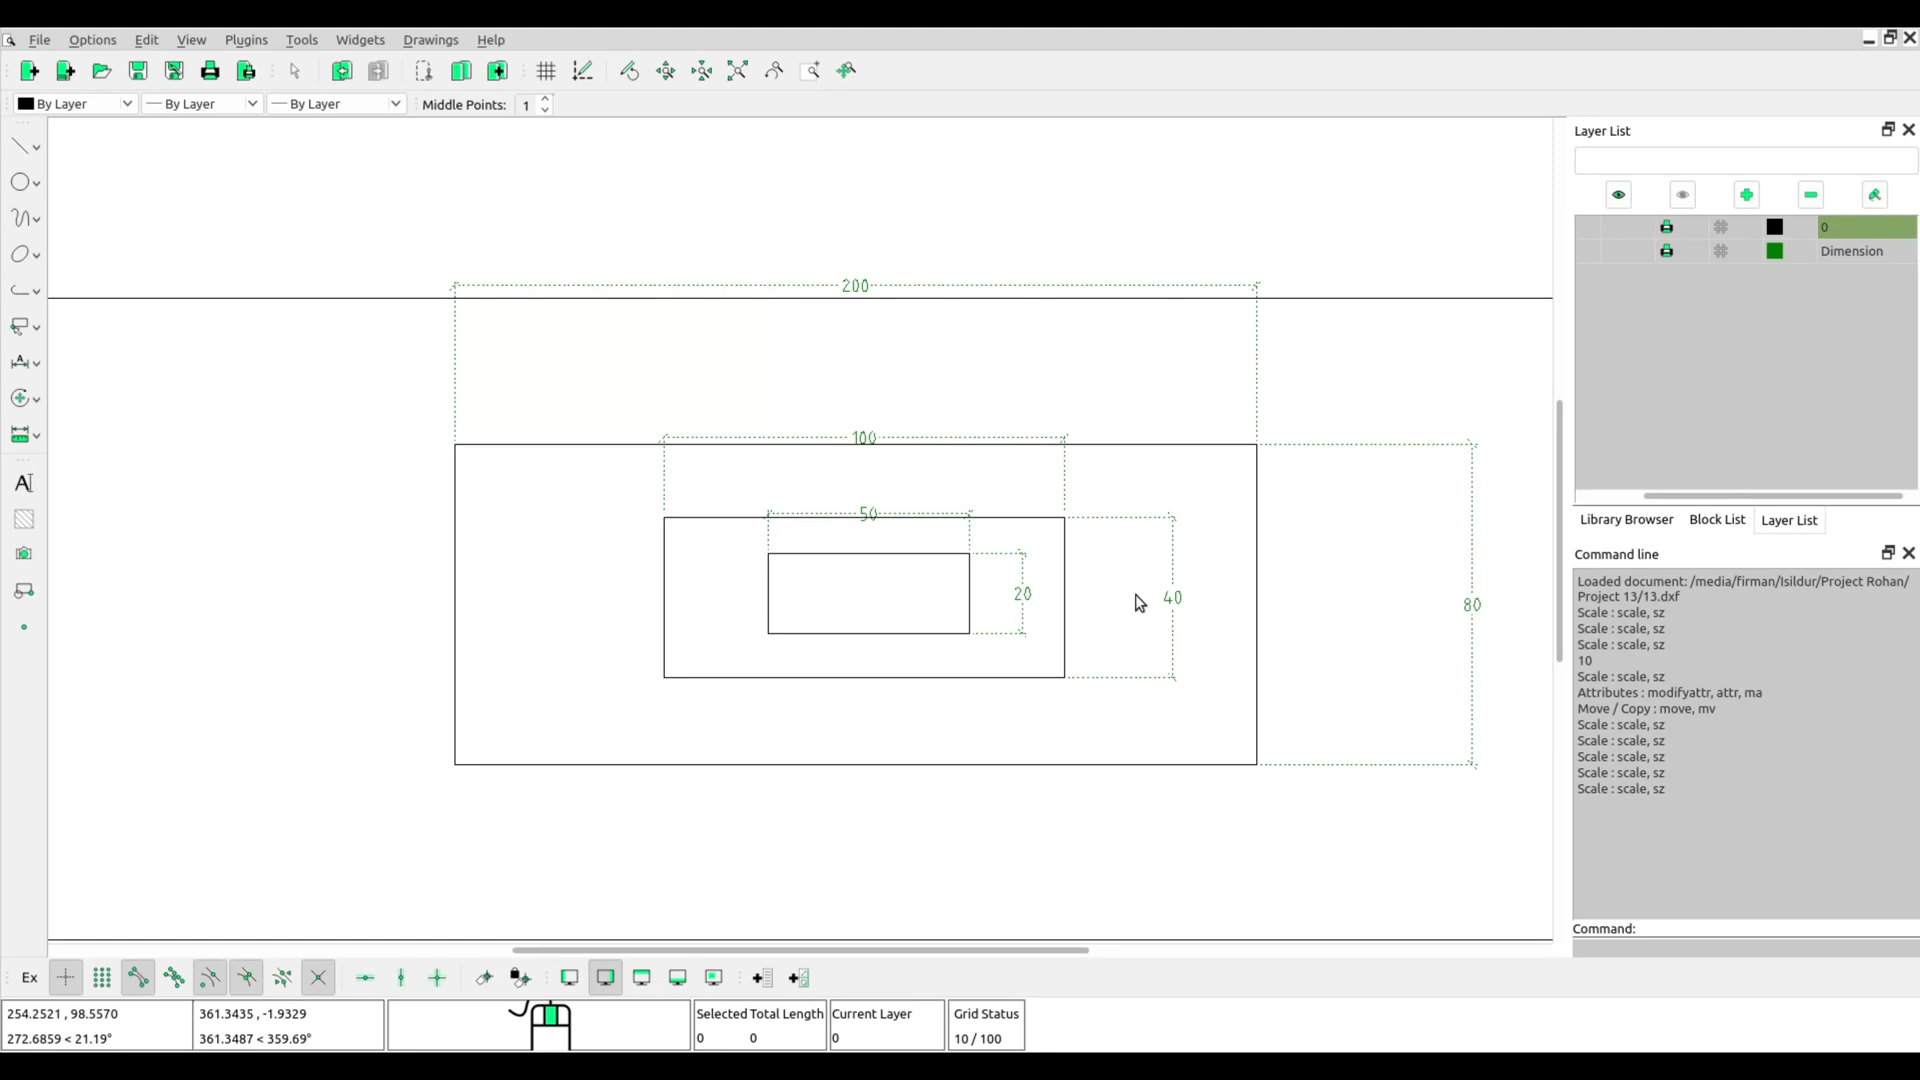 File Options Edit View Plugins Tools Widgets Drawings Help
By Layer By Layer By Layer Middle Points: 1
Layer List
0
Dimension
Library Browser Block List Layer List
Command line
Loaded document: /media/firman/Isildur/Project Rohan/
Project 13/13.dxf
Scale : scale, sz
Scale : scale, sz
Scale : scale, sz
10
Scale : scale, sz
Attributes : modifyattr, attr, ma
Move / Copy : move, mv
Scale : scale, sz
Scale : scale, sz
Scale : scale, sz
Scale : scale, sz
Scale : scale, sz
Command:
200
100
50
20
40
80
A
Ex
254.2521 , 98.5570
272.6859 < 21.19°
361.3435 , -1.9329
361.3487 < 359.69°
Selected Total Length
0 0
Current Layer
0
Grid Status
10 / 100